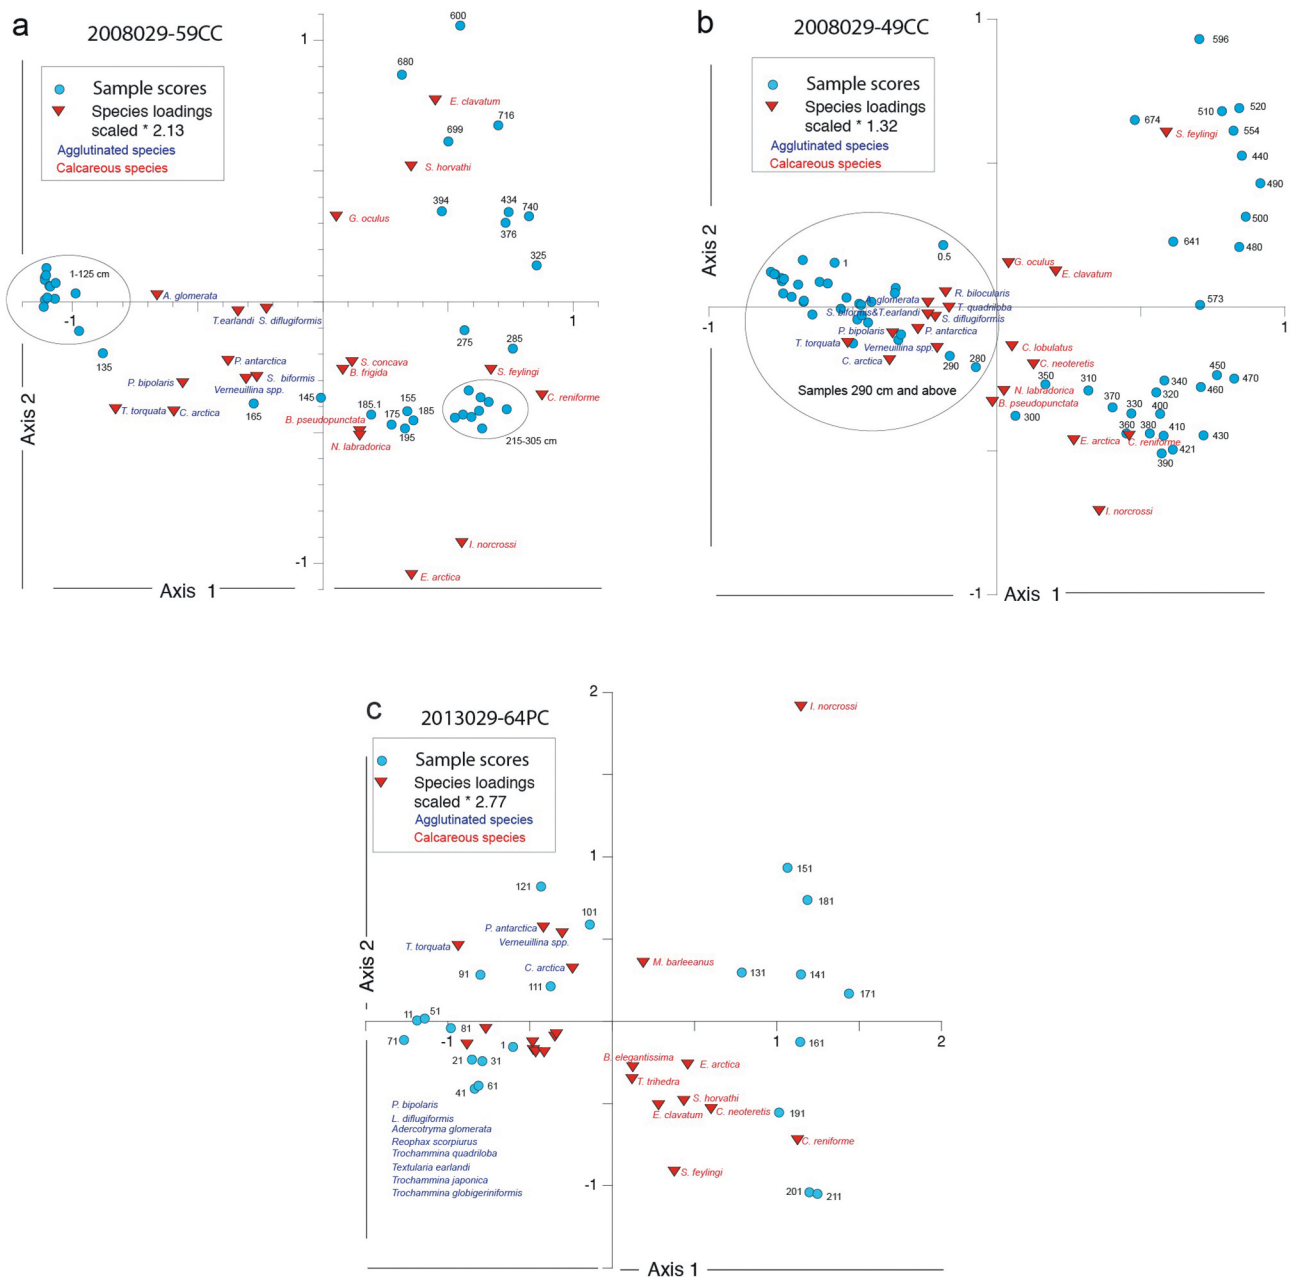 a
2008029-59CC
Sample scores
Species loadings
scaled * 2.13
Agglutinated species
Calcareous species
600
1
680
E. clavatum
716
699
S. horvathi
394
434
740
G. oculus
376
325
1-125 cm
A. glomerata
-1
T.earlandi
S. diflugiformis
1
275
285
135
P. antarctica
S. concava
B. frigida
S. feylingi
P. bipolaris
S. biformis
Verneuillina spp.
C. reniforme
145
T. torquata
C. arctica
165
185.1
155
175
185
B. pseudopunctata
195
215-305 cm
N. labradorica
I. norcrossi
-1
E. arctica
Axis 2
Axis 1
b
2008029-49CC
1
Sample scores
Species loadings
scaled * 1.32
Agglutinated species
Calcareous species
596
510
520
674
554
S. feylingi
440
490
500
641
480
0.5
1
G. oculus
E. clavatum
R. bilocularis
A. glomerata
T. quadriloba
573
S. biformis&T.earlandi
S. diflugiformis
-1
1
P. bipolaris
P. antarctica
T. torquata
Verneuillina spp.
C. lobulatus
C. arctica
290
280
C. neoteretis
350
310
340
450
470
Samples 290 cm and above
N. labradorica
320
460
B. pseudopunctata
370
330
400
300
360
380
410
430
E. arctica
C. reniforme
421
390
I. norcrossi
-1
Axis 2
Axis 1
c
2013029-64PC
2
I. norcrossi
Sample scores
Species loadings
scaled * 2.77
Agglutinated species
Calcareous species
1
151
121
181
101
P. antarctica
Verneuillina spp.
T. torquata
C. arctica
M. barleeanus
91
131
141
111
171
11
51
71
81
-1
1
161
1
2
21
31
B. elegantissima
E. arctica
T. trihedra
41
61
S. horvathi
E. clavatum
C. neoteretis
191
P. bipolaris
L. diflugiformis
Adercotryma glomerata
Reophax scorpiurus
Trochammina quadriloba
Textularia earlandi
Trochammina japonica
Trochammina globigeriniformis
C. reniforme
S. feylingi
-1
201
211
Axis 2
Axis 1